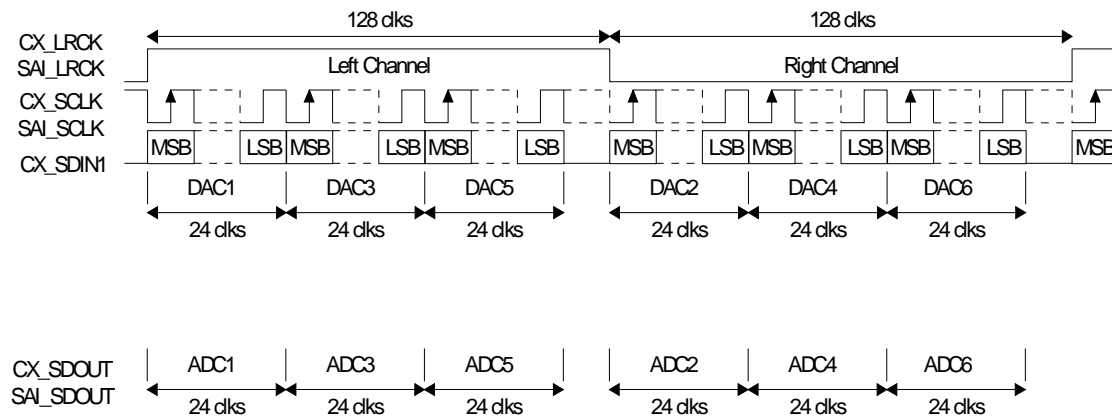 128 clks 128 clks
CX_LRCK
SAI_LRCK Left Channel Right Channel
CX_SCLK
SAI_SCLK
MSB LSB MSB LSB MSB LSB MSB LSB MSB LSB MSB LSB MSB
CX_SDIN1
DAC1 DAC3 DAC5 DAC2 DAC4 DAC6
24 clks 24 clks 24 clks 24 clks 24 clks 24 clks
CX_SDOUT ADC1 ADC3 ADC5 ADC2 ADC4 ADC6
SAI_SDOUT
24 clks 24 clks 24 clks 24 clks 24 clks 24 clks